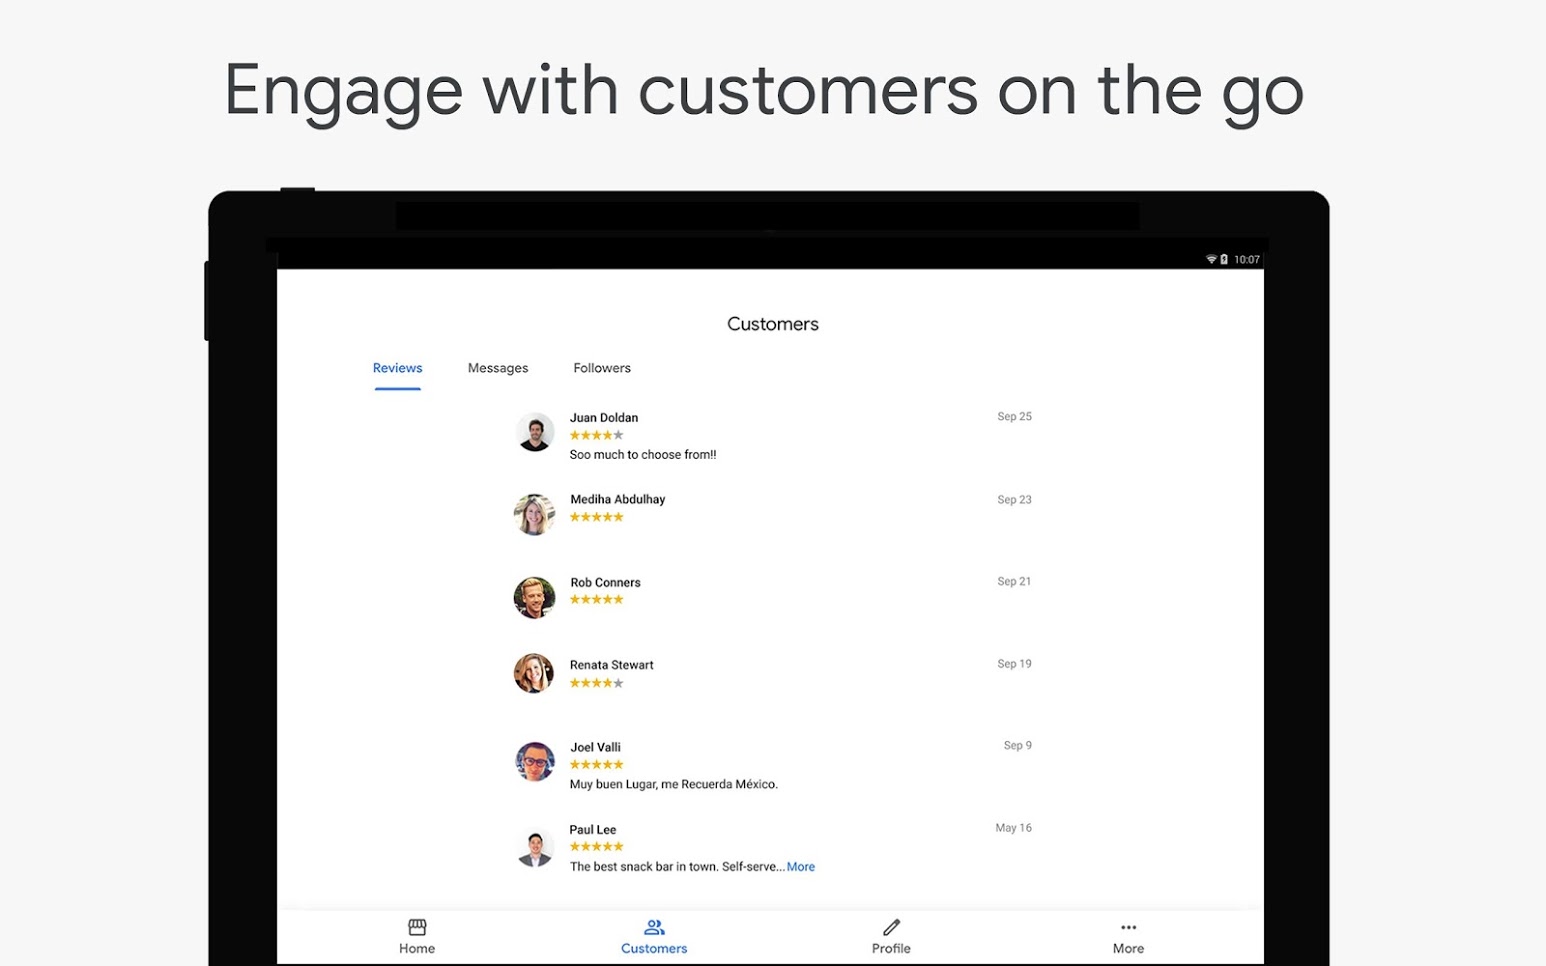 Engage with customers on the go
10:07
Customers
Reviews Messages Followers
Juan Doldan Sep 25
★★★★★
Soo much to choose from!!
Mediha Abdulhay Sep 23
★★★★★
Rob Conners Sep 21
★★★★★
Renata Stewart Sep 19
★★★★★
Joel Valli Sep 9
★★★★★
Muy buen Lugar, me Recuerda México.
Paul Lee May 16
★★★★★
The best snack bar in town. Self-serve... More
Home Customers Profile More